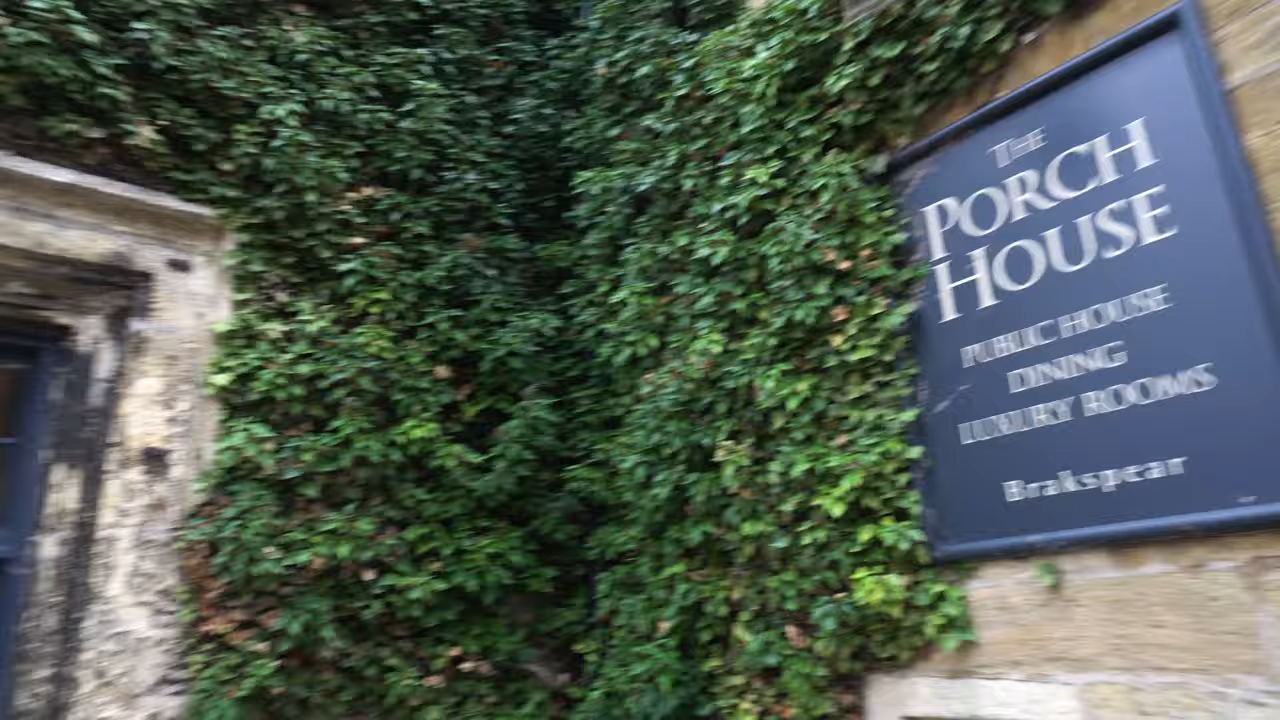 THE
PORCH
HOUSE
PUBLIC HOUSE
DINING
LUXURY ROOMS
Brakspear